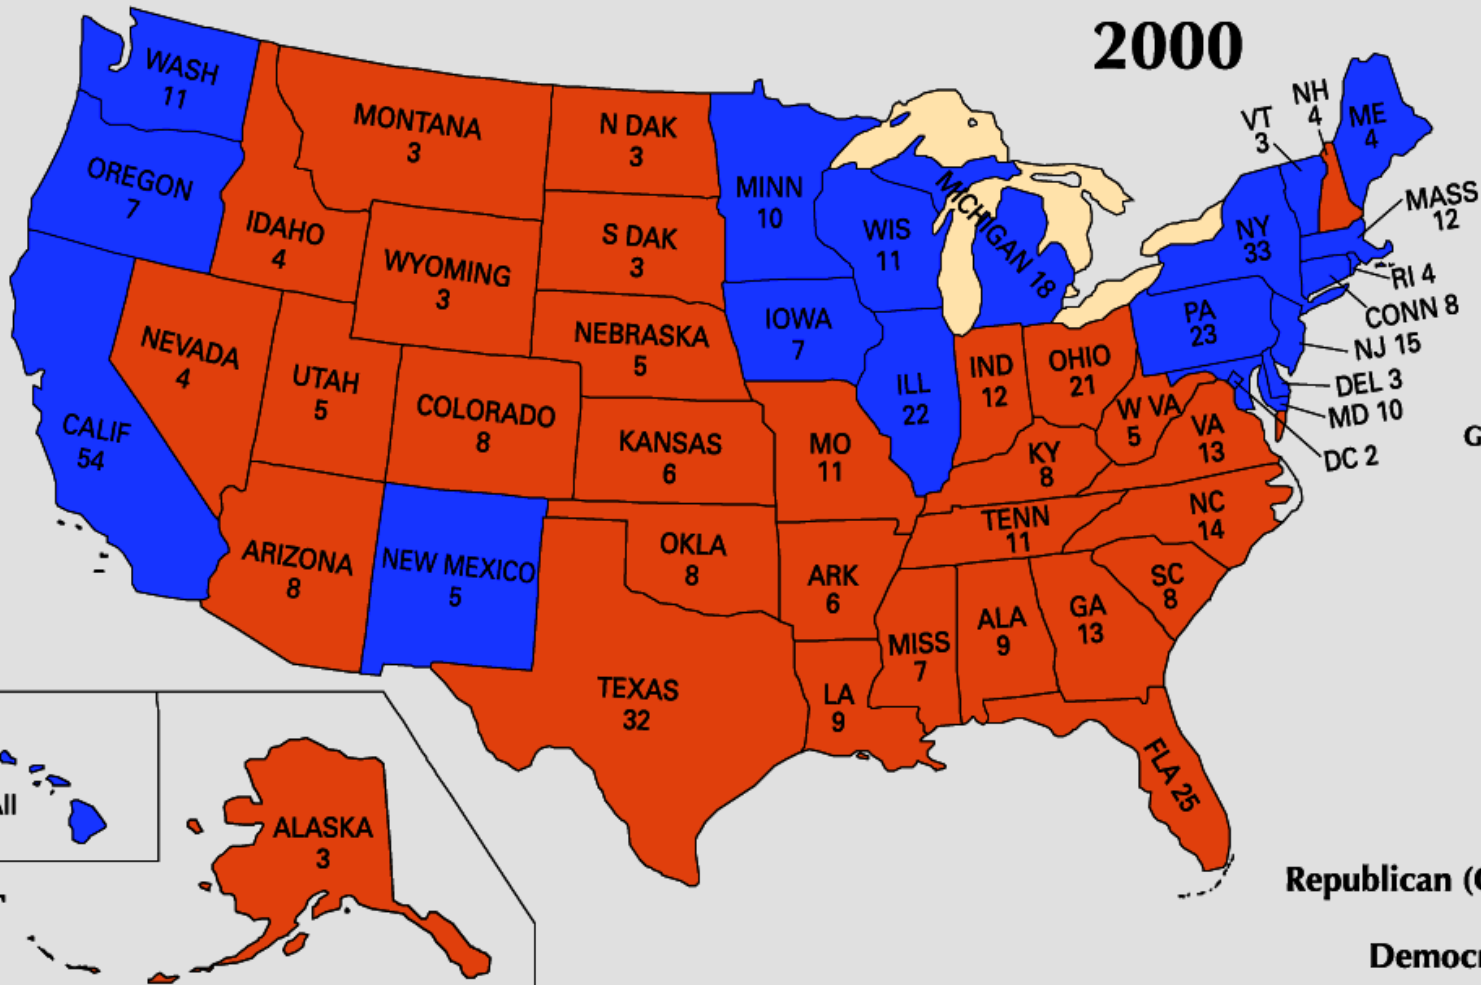 2000
WASH
11
OREGON
7
CALIF
54
NEVADA
4
IDAHO
4
MONTANA
3
WYOMING
3
UTAH
5
ARIZONA
8
COLORADO
8
NEW MEXICO
5
N DAK
3
S DAK
3
NEBRASKA
5
KANSAS
6
OKLA
8
TEXAS
32
MINN
10
IOWA
7
MO
11
ARK
6
LA
9
WIS
11
ILL
22
MICHIGAN 18
IND
12
OHIO
21
KY
8
TENN
11
MISS
7
ALA
9
GA
13
FLA 25
SC
8
NC
14
VA
13
W VA
5
PA
23
NY
33
VT
3
NH
4
ME
4
MASS
12
RI 4
CONN 8
NJ 15
DEL 3
MD 10
DC 2
G
AII
ALASKA
3
Republican (
Democr